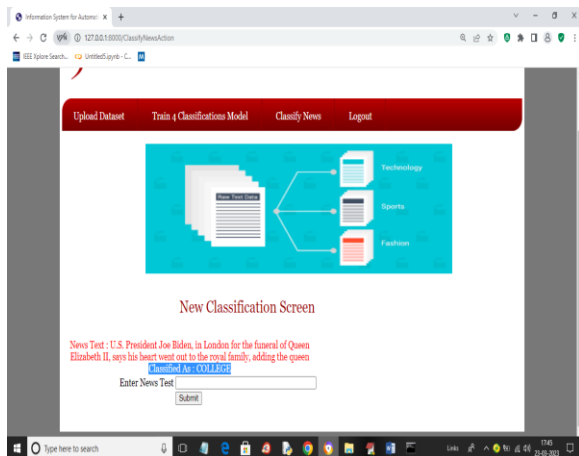 Information System for Automat
127.0.0.1:8000/ClassifyNewsAction
IEEE Xplore Search...
Untitled5.ipynb - C...
Upload Dataset
Train 4 Classifications Model
Classify News
Logout
Raw Text Data
Technology
Sports
Fashion
New Classification Screen
News Text : U.S. President Joe Biden, in London for the funeral of Queen
Elizabeth II, says his heart went out to the royal family, adding the queen
Classified As : COLLEGE
Enter News Test
Submit
Type here to search
Links
17:45
23-03-2023